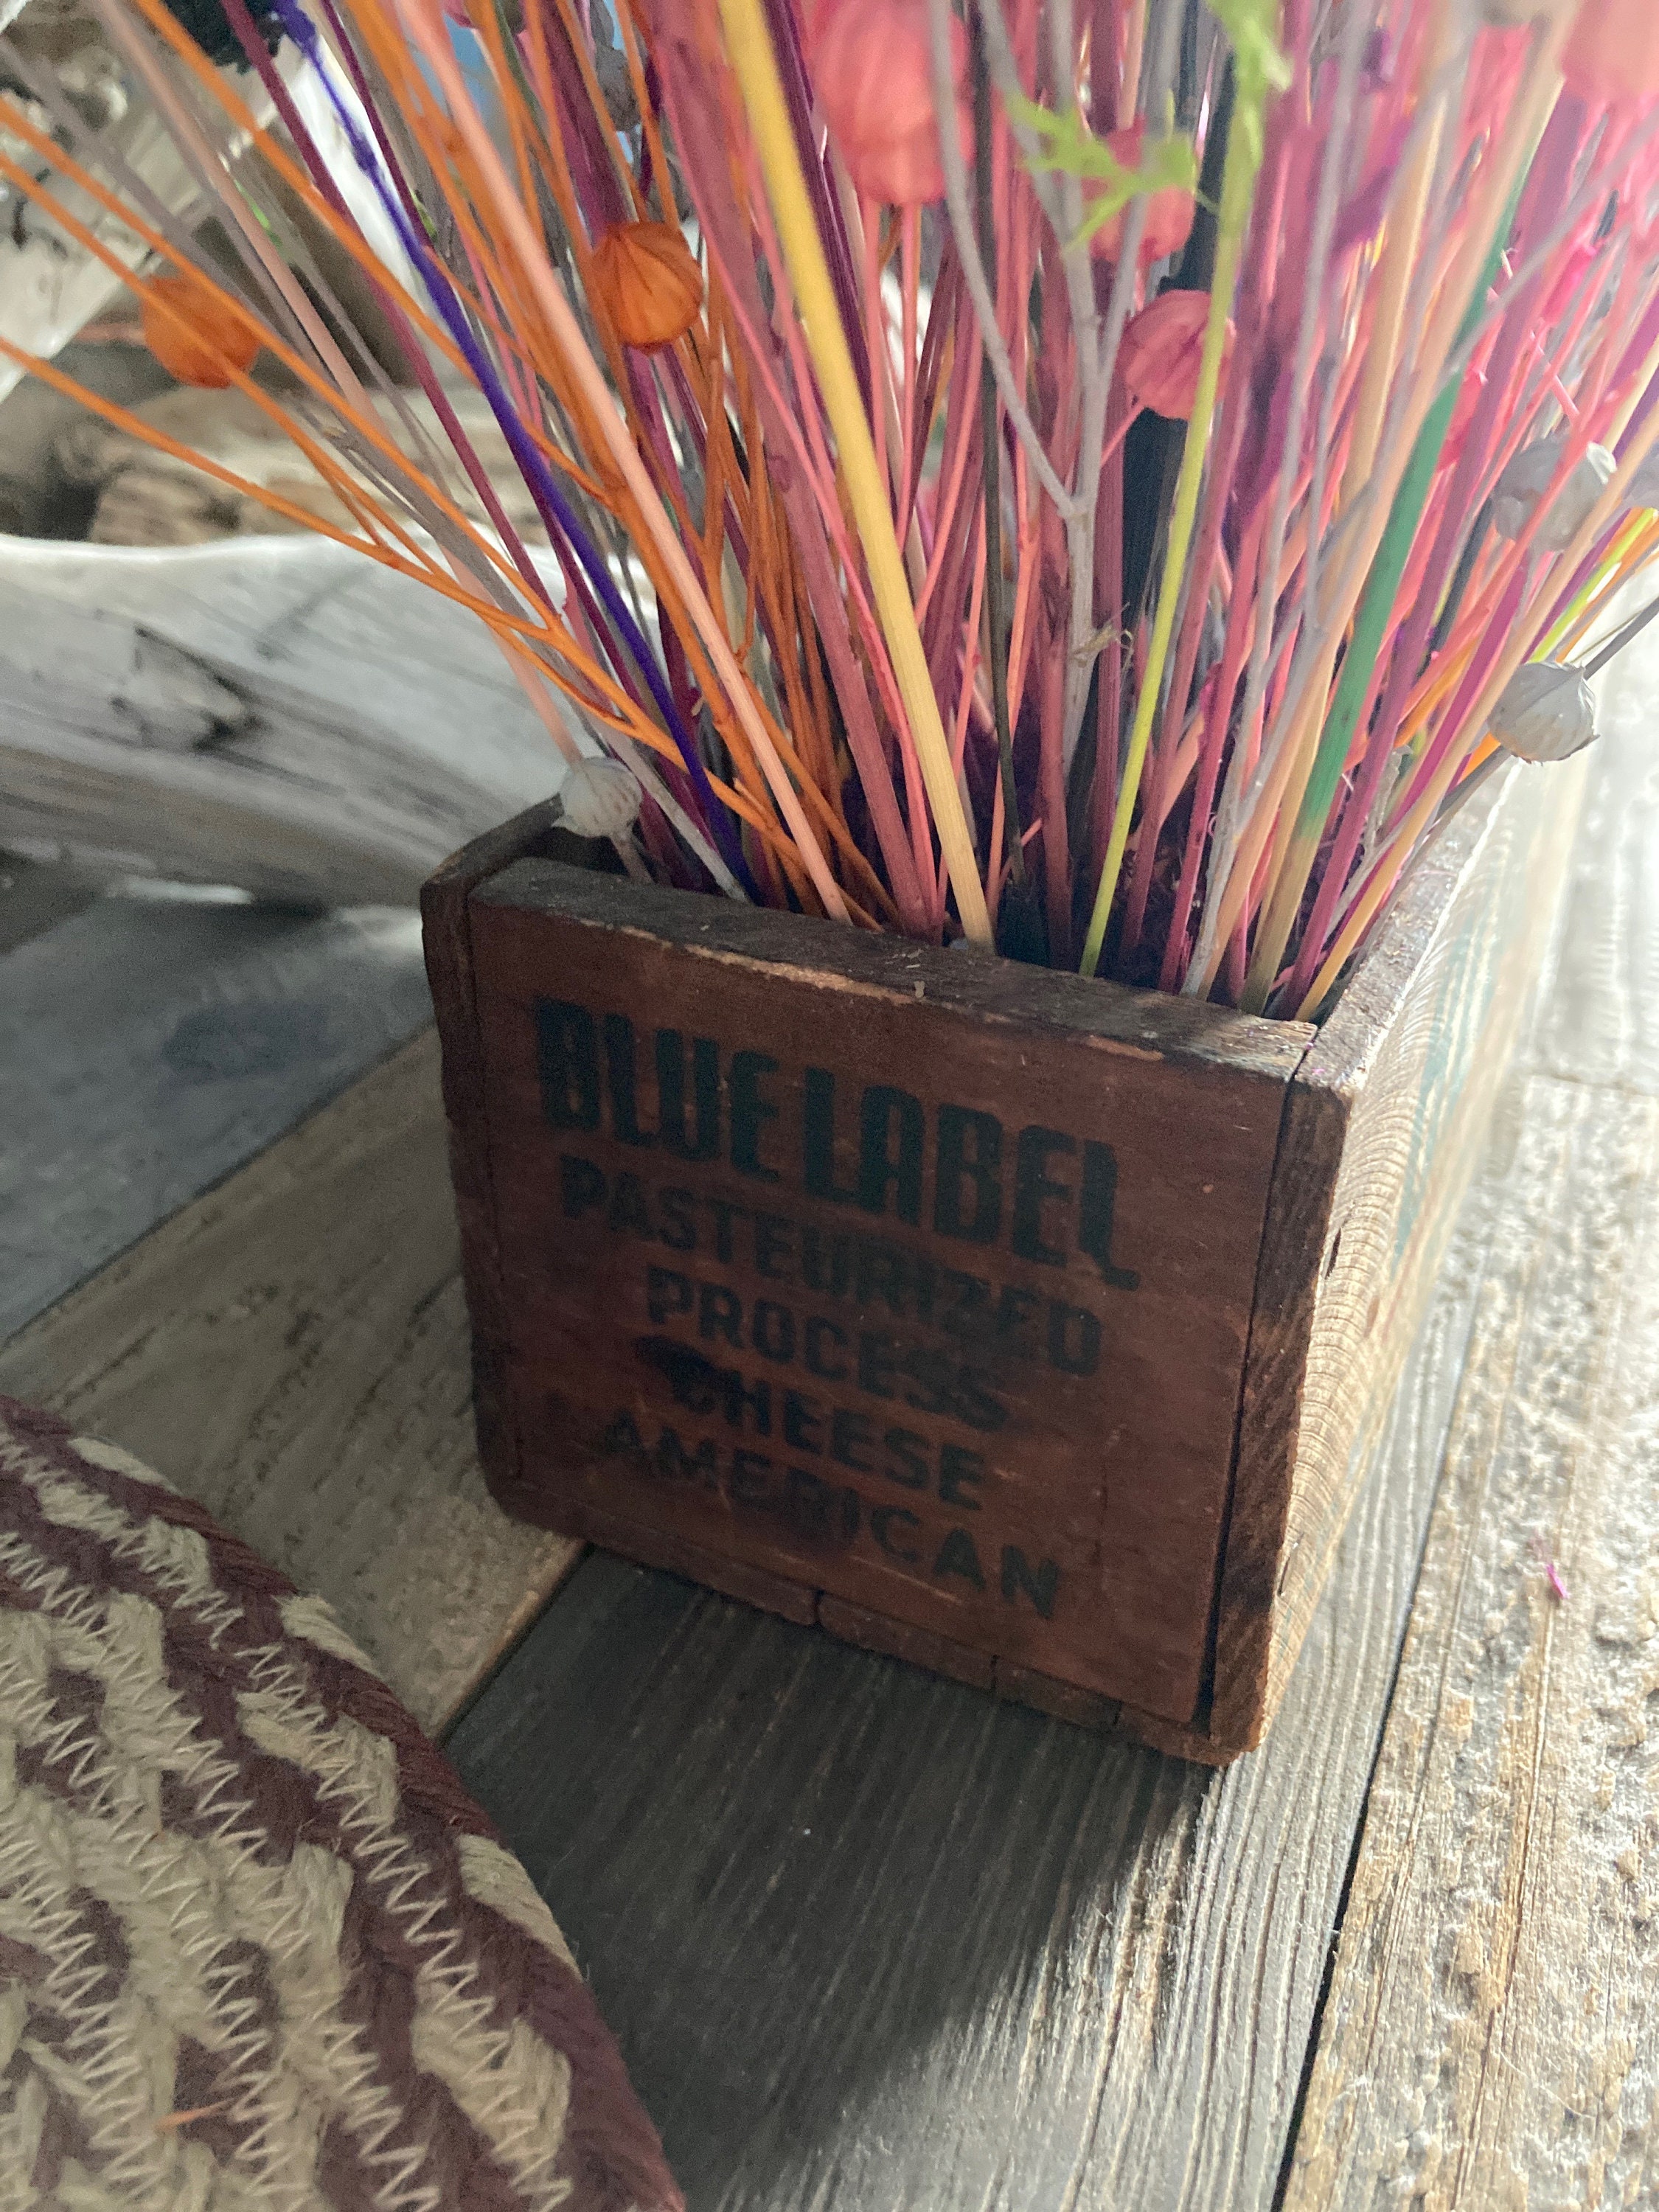 BLUE LABEL
PASTEURIZED
PROCESS
CHEESE
AMERICAN